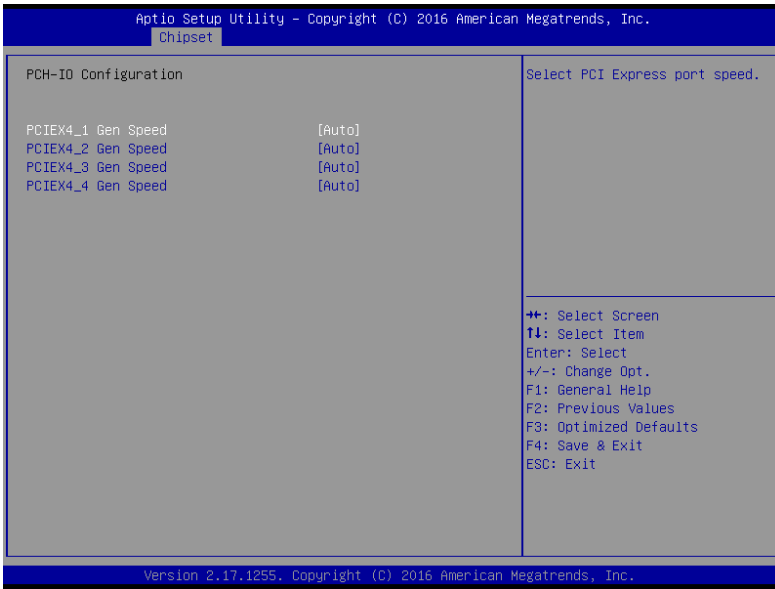 Aptio Setup Utility – Copyright (C) 2016 American Megatrends, Inc.
Chipset
PCH-IO Configuration
PCIEX4_1 Gen Speed [Auto]
PCIEX4_2 Gen Speed [Auto]
PCIEX4_3 Gen Speed [Auto]
PCIEX4_4 Gen Speed [Auto]
Select PCI Express port speed.
→←: Select Screen
↑↓: Select Item
Enter: Select
+/-: Change Opt.
F1: General Help
F2: Previous Values
F3: Optimized Defaults
F4: Save & Exit
ESC: Exit
Version 2.17.1255. Copyright (C) 2016 American Megatrends, Inc.